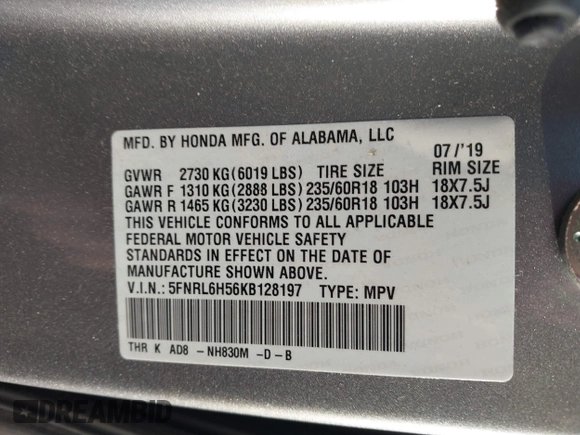 MFD. BY HONDA MFG. OF ALABAMA, LLC
07/'19
GVWR 2730 KG (6019 LBS) TIRE SIZE RIM SIZE
GAWR F 1310 KG (2888 LBS) 235/60R18 103H 18X7.5J
GAWR R 1465 KG (3230 LBS) 235/60R18 103H 18X7.5J
THIS VEHICLE CONFORMS TO ALL APPLICABLE
FEDERAL MOTOR VEHICLE SAFETY
STANDARDS IN EFFECT ON THE DATE OF
MANUFACTURE SHOWN ABOVE.
V.I.N.: 5FNRL6H56KB128197 TYPE: MPV
THR K AD8 -NH830M -D-B
DREAMBID